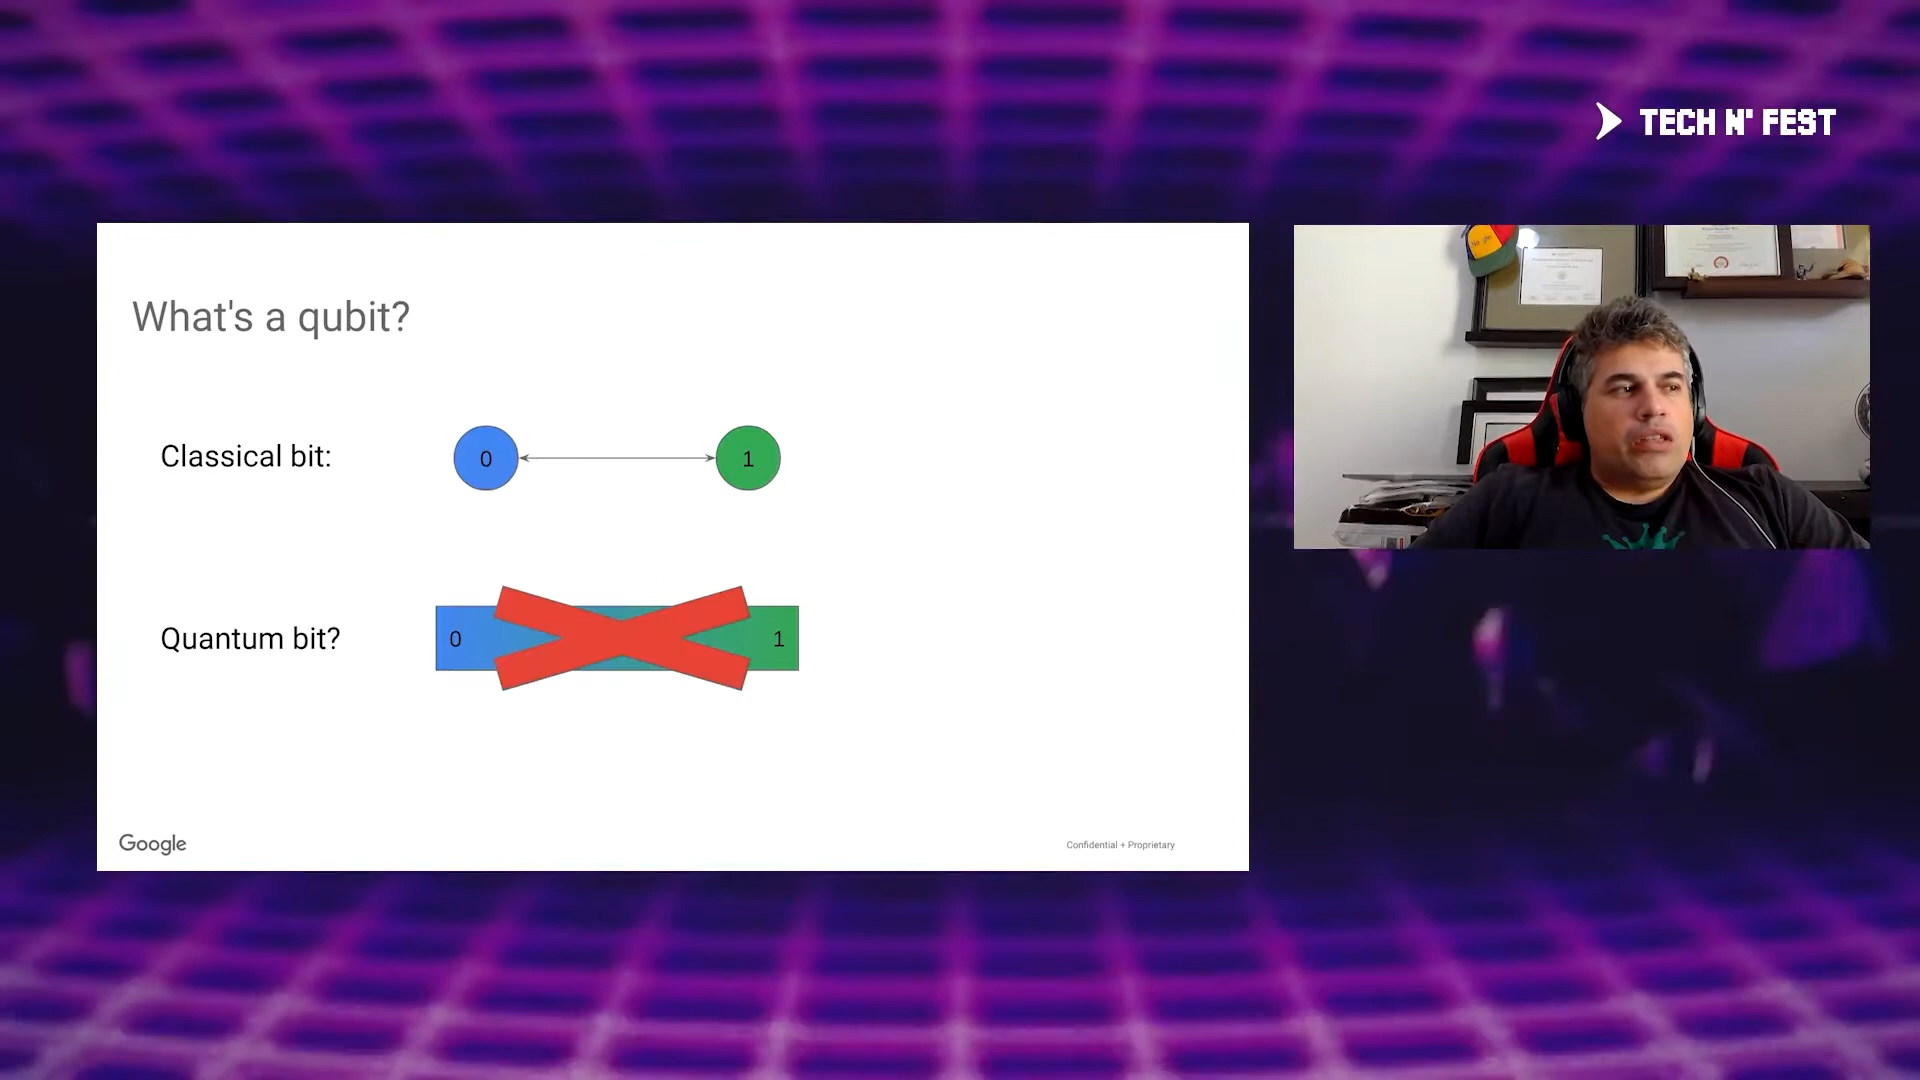 TECH N' FEST
What's a qubit?
Classical bit:
0
1
Quantum bit?
0
1
Google
Confidential + Proprietary